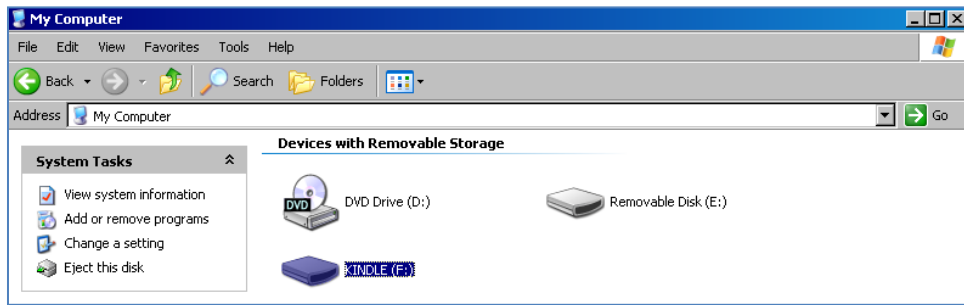 My Computer
File Edit View Favorites Tools Help
Back Search Folders
Address My Computer Go
System Tasks
View system information
Add or remove programs
Change a setting
Eject this disk
Devices with Removable Storage
DVD DVD Drive (D:) Removable Disk (E:)
KINDLE (F:)